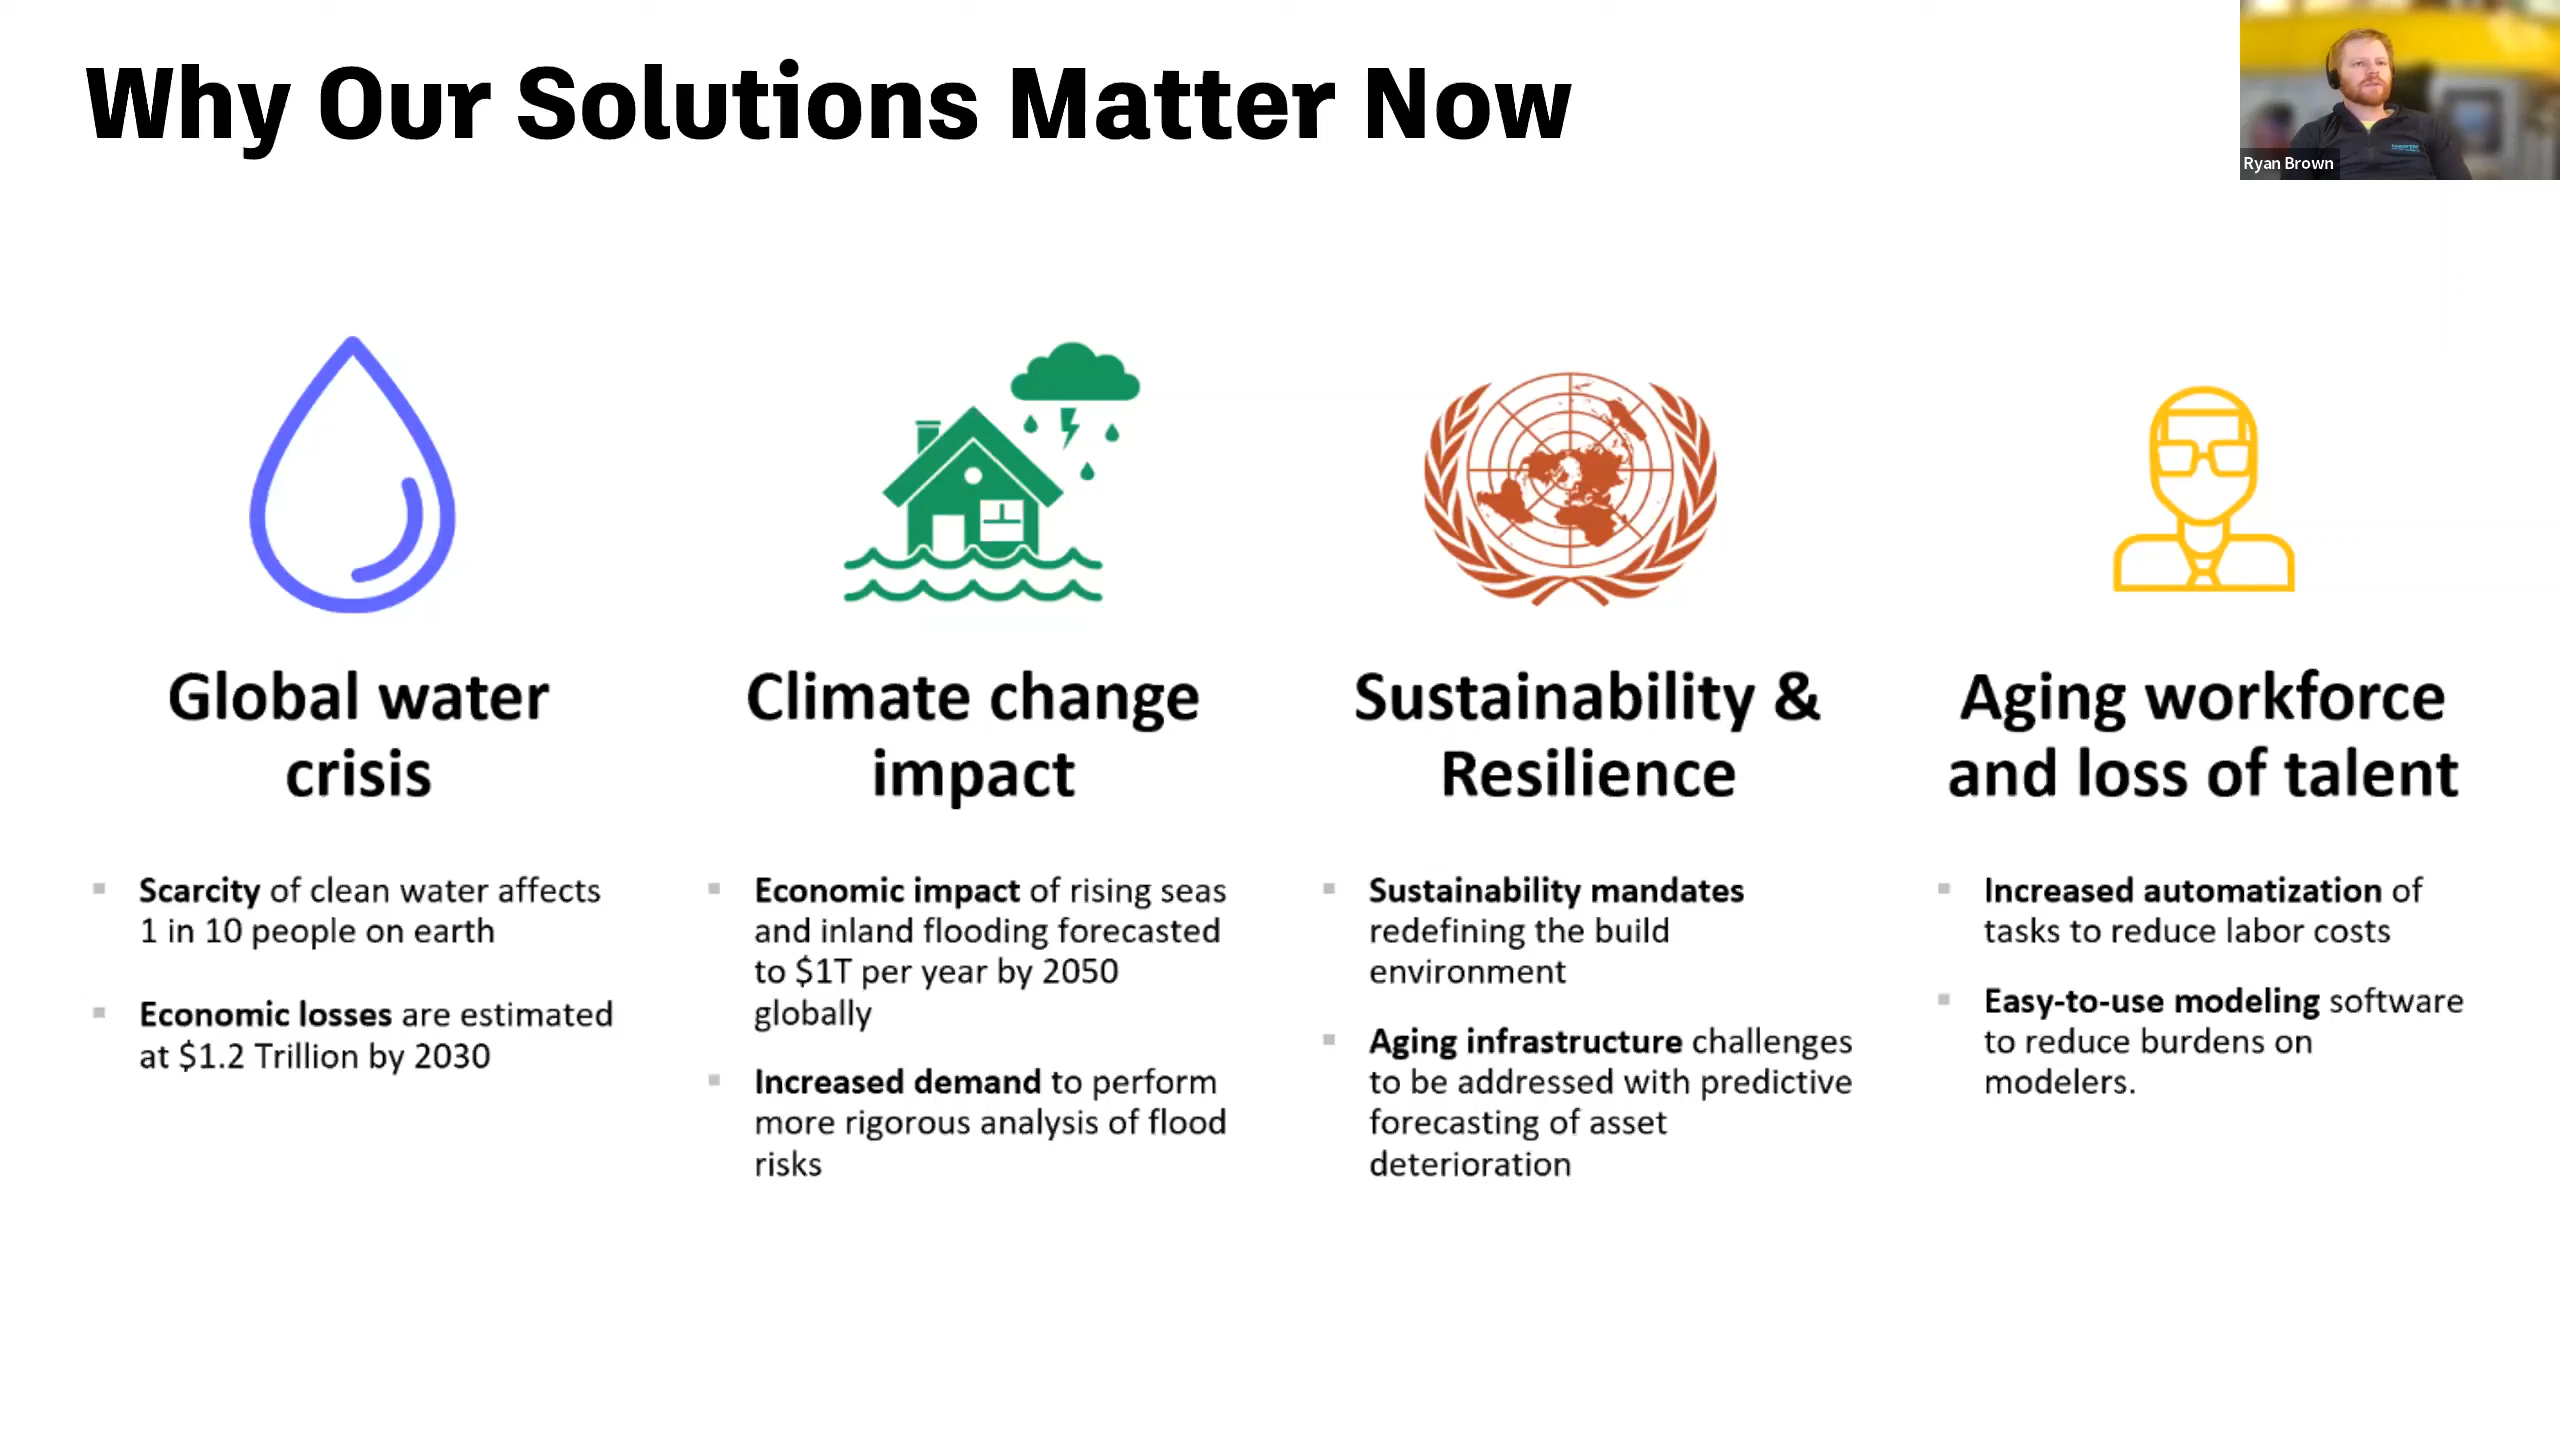 Why Our Solutions Matter Now
Ryan Brown
Global water
crisis
Scarcity of clean water affects
1 in 10 people on earth
Economic losses are estimated
at $1.2 Trillion by 2030
Climate change
impact
Economic impact of rising seas
and inland flooding forecasted
to $1T per year by 2050
globally
Increased demand to perform
more rigorous analysis of flood
risks
Sustainability &
Resilience
Sustainability mandates
redefining the build
environment
Aging infrastructure challenges
to be addressed with predictive
forecasting of asset
deterioration
Aging workforce
and loss of talent
Increased automatization of
tasks to reduce labor costs
Easy-to-use modeling software
to reduce burdens on
modelers.